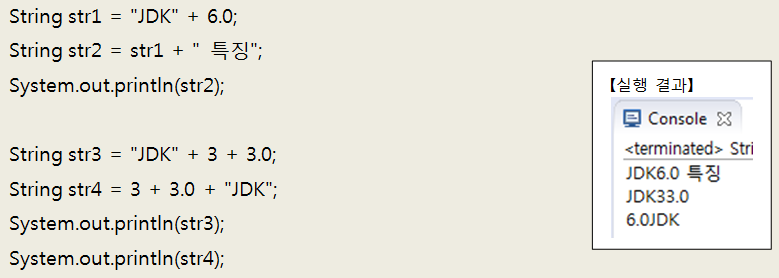 String str1 = "JDK" + 6.0;
String str2 = str1 + " 특징";
System.out.println(str2);
String str3 = "JDK" + 3 + 3.0;
String str4 = 3 + 3.0 + "JDK";
System.out.println(str3);
System.out.println(str4);
【실행 결과】
Console
<terminated> Stri
JDK6.0 특징
JDK33.0
6.0JDK